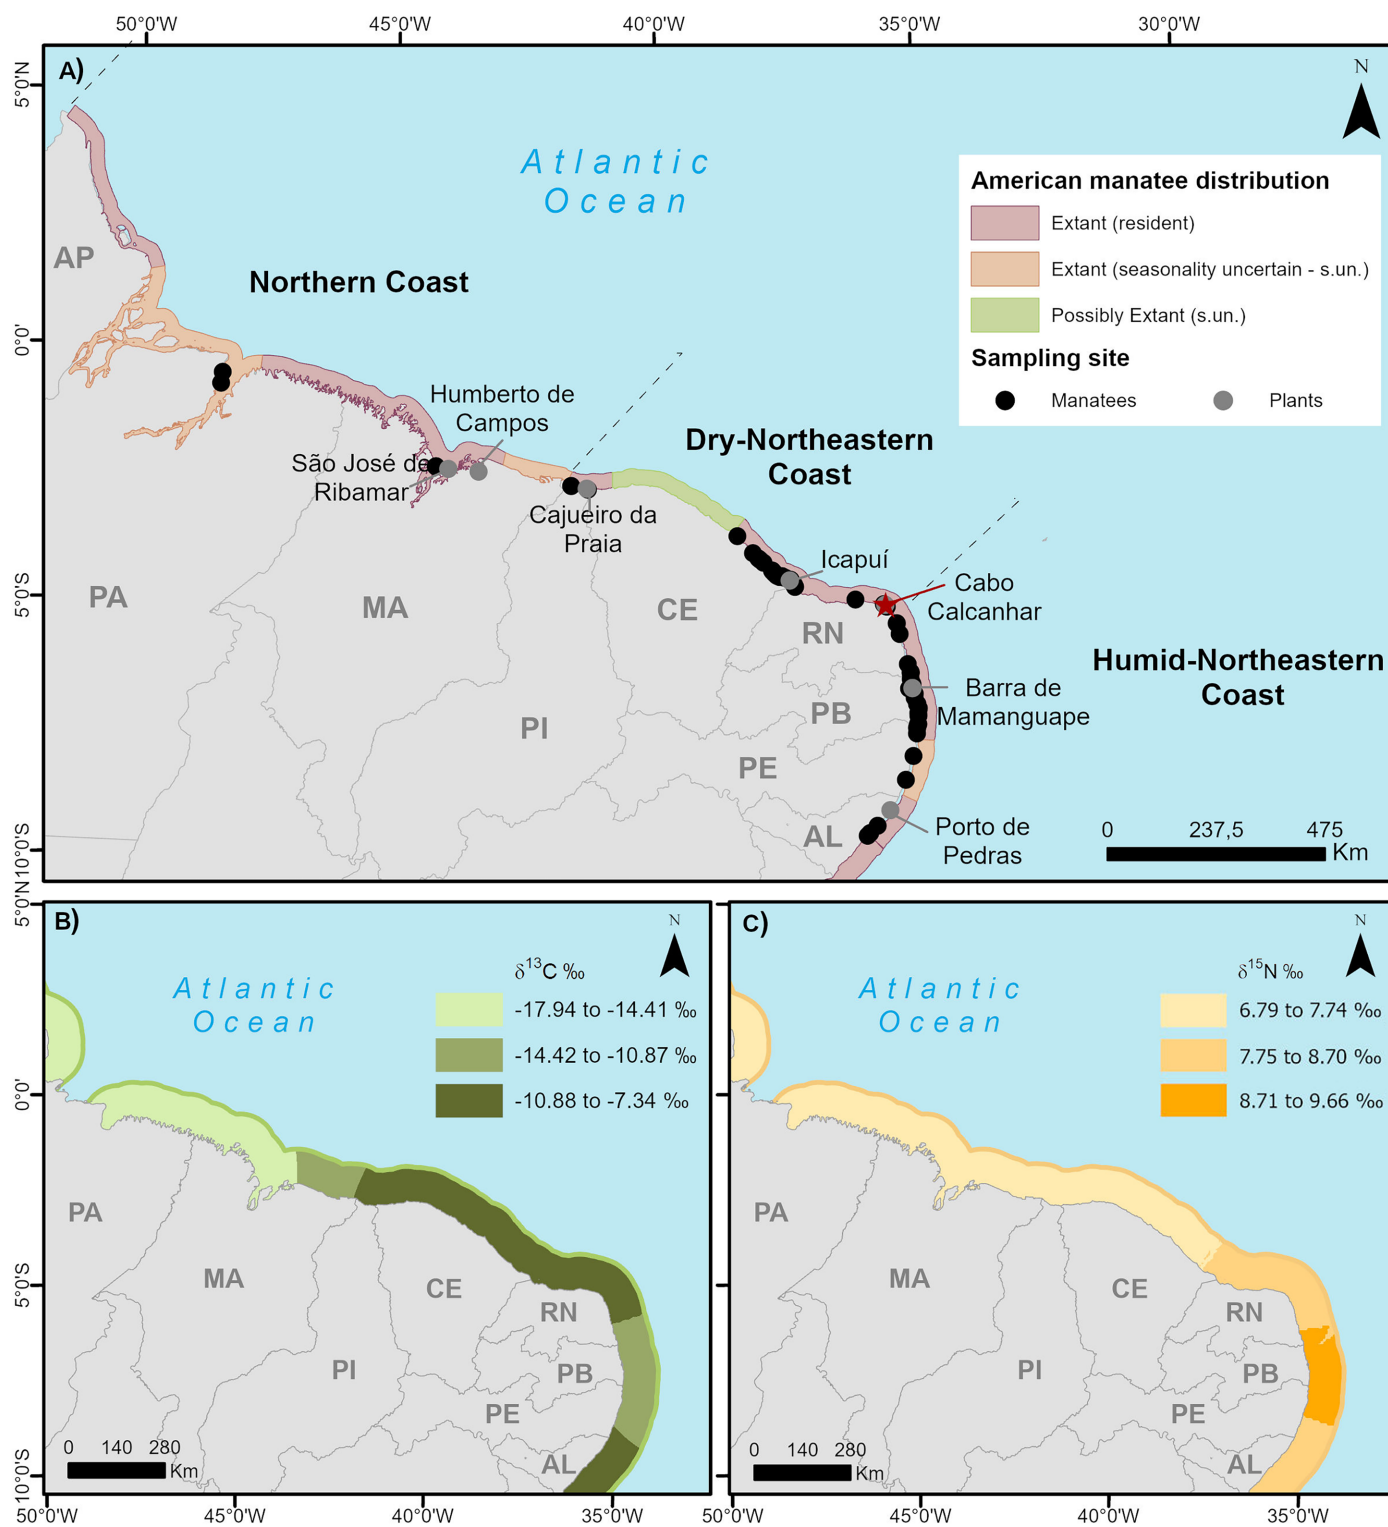 50°0'W 45°0'W 40°0'W 35°0'W 30°0'W
A)
N
5°0'N
Atlantic
Ocean
American manatee distribution
Extant (resident)
Extant (seasonality uncertain - s.un.)
Possibly Extant (s.un.)
Sampling site
Manatees Plants
AP
Northern Coast
0°0'
Humberto de
Campos
São José de
Ribamar
Dry-Northeastern
Coast
Cajueiro da
Praia
Icapuí
Cabo
Calcanhar
5°0'S
PA
MA
CE
RN
Humid-Northeastern
Coast
Barra de
Mamanguape
PI
PB
PE
AL
Porto de
Pedras
0 237,5 475
Km
10°0'S
5°0'N
B)
N
Atlantic
Ocean
δ13C ‰
-17.94 to -14.41 ‰
-14.42 to -10.87 ‰
-10.88 to -7.34 ‰
0°0'
PA
MA
CE
RN
PI
PB
PE
AL
5°0'S
10°0'S
0 140 280
Km
50°0'W 45°0'W 40°0'W 35°0'W
C)
N
Atlantic
Ocean
δ15N ‰
6.79 to 7.74 ‰
7.75 to 8.70 ‰
8.71 to 9.66 ‰
PA
MA
CE
RN
PI
PB
PE
AL
0 140 280
Km
50°0'W 45°0'W 40°0'W 35°0'W